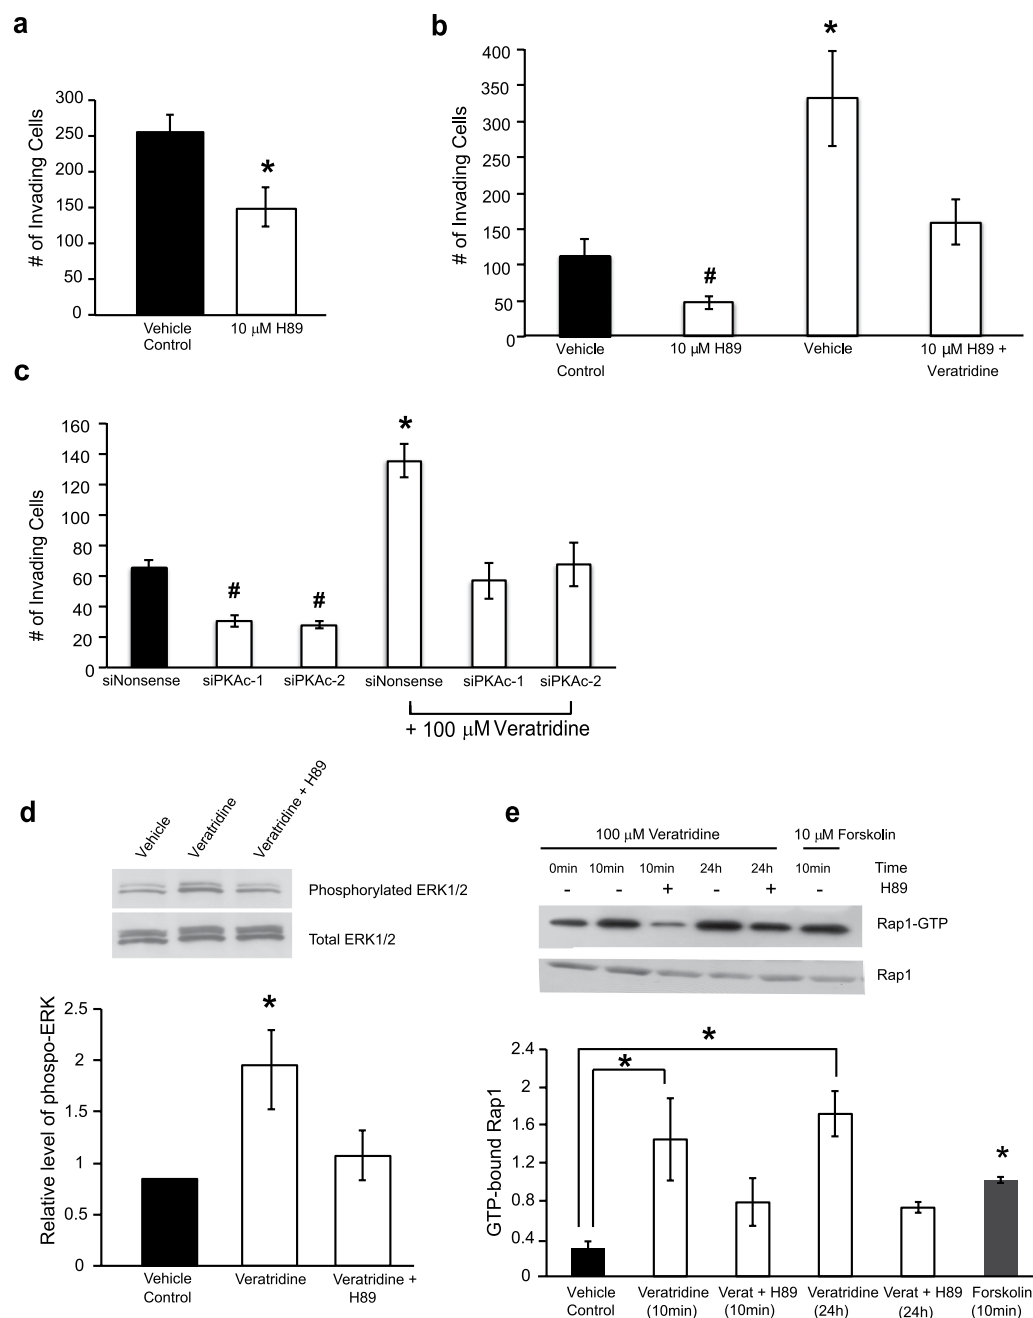 a
# of Invading Cells
300
250
200
150
100
50
0
*
Vehicle
Control
10 μM H89
b
# of Invading Cells
400
350
300
250
200
150
100
50
0
#
*
Vehicle
Control
10 μM H89
Vehicle
10 μM H89 +
Veratridine
c
# of Invading Cells
160
140
120
100
80
60
40
20
0
#
#
*
siNonsense
siPKAc-1
siPKAc-2
siNonsense
siPKAc-1
siPKAc-2
+ 100 μM Veratridine
d
Vehicle
Veratridine
Veratridine + H89
Phosphorylated ERK1/2
Total ERK1/2
Relative level of phospo-ERK
2.5
2
1.5
1
0.5
0
*
Vehicle
Control
Veratridine
Veratridine +
H89
e
100 μM Veratridine
10 μM Forskolin
0min 10min 10min 24h 24h 10min Time
- - + - + - H89
Rap1-GTP
Rap1
GTP-bound Rap1
2.4
2
1.6
1.2
0.8
0.4
0
*
*
*
Vehicle
Control
Veratridine
(10min)
Verat + H89
(10min)
Veratridine
(24h)
Verat + H89
(24h)
Forskolin
(10min)